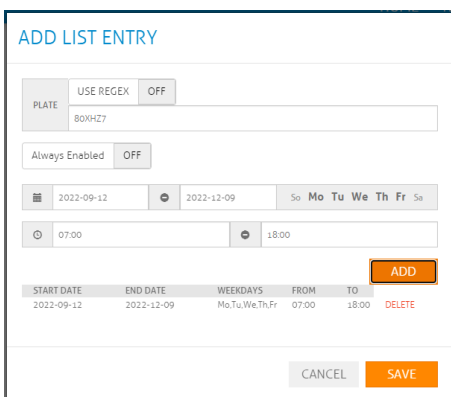 ADD LIST ENTRY
PLATE
USE REGEX OFF
80XHZ7
Always Enabled OFF
2022-09-12 2022-12-09 So Mo Tu We Th Fr Sa
07:00 18:00
ADD
START DATE END DATE WEEKDAYS FROM TO
2022-09-12 2022-12-09 Mo,Tu,We,Th,Fr 07:00 18:00 DELETE
CANCEL SAVE